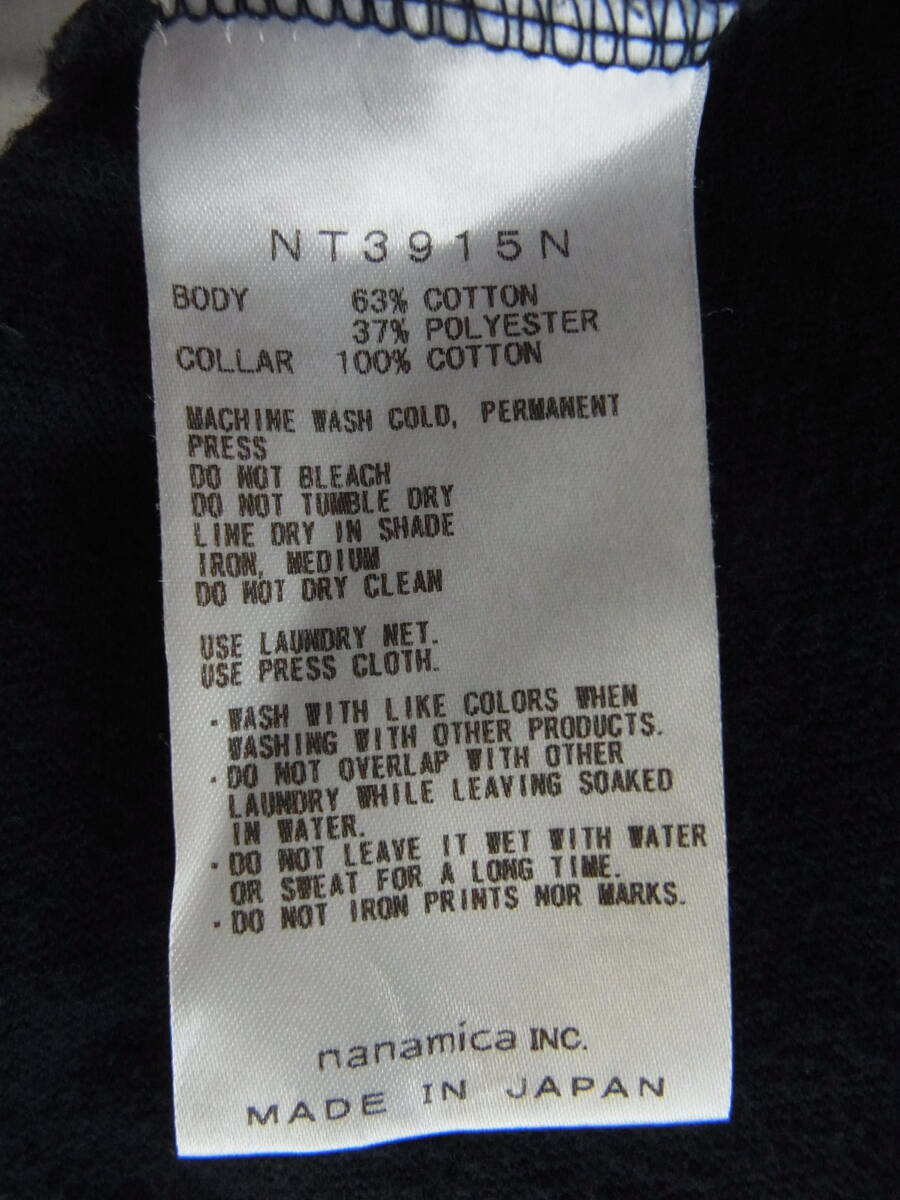 NT3915N
BODY 63% COTTON
37% POLYESTER
COLLAR 100% COTTON
MACHINE WASH COLD, PERMANENT
PRESS
DO NOT BLEACH
DO NOT TUMBLE DRY
LINE DRY IN SHADE
IRON, MEDIUM
DO NOT DRY CLEAN
USE LAUNDRY NET.
USE PRESS CLOTH.
・WASH WITH LIKE COLORS WHEN
WASHING WITH OTHER PRODUCTS.
・DO NOT OVERLAP WITH OTHER
LAUNDRY WHILE LEAVING SOAKED
IN WATER.
・DO NOT LEAVE IT WET WITH WATER
OR SWEAT FOR A LONG TIME.
・DO NOT IRON PRINTS NOR MARKS.
nanamica INC.
MADE IN JAPAN